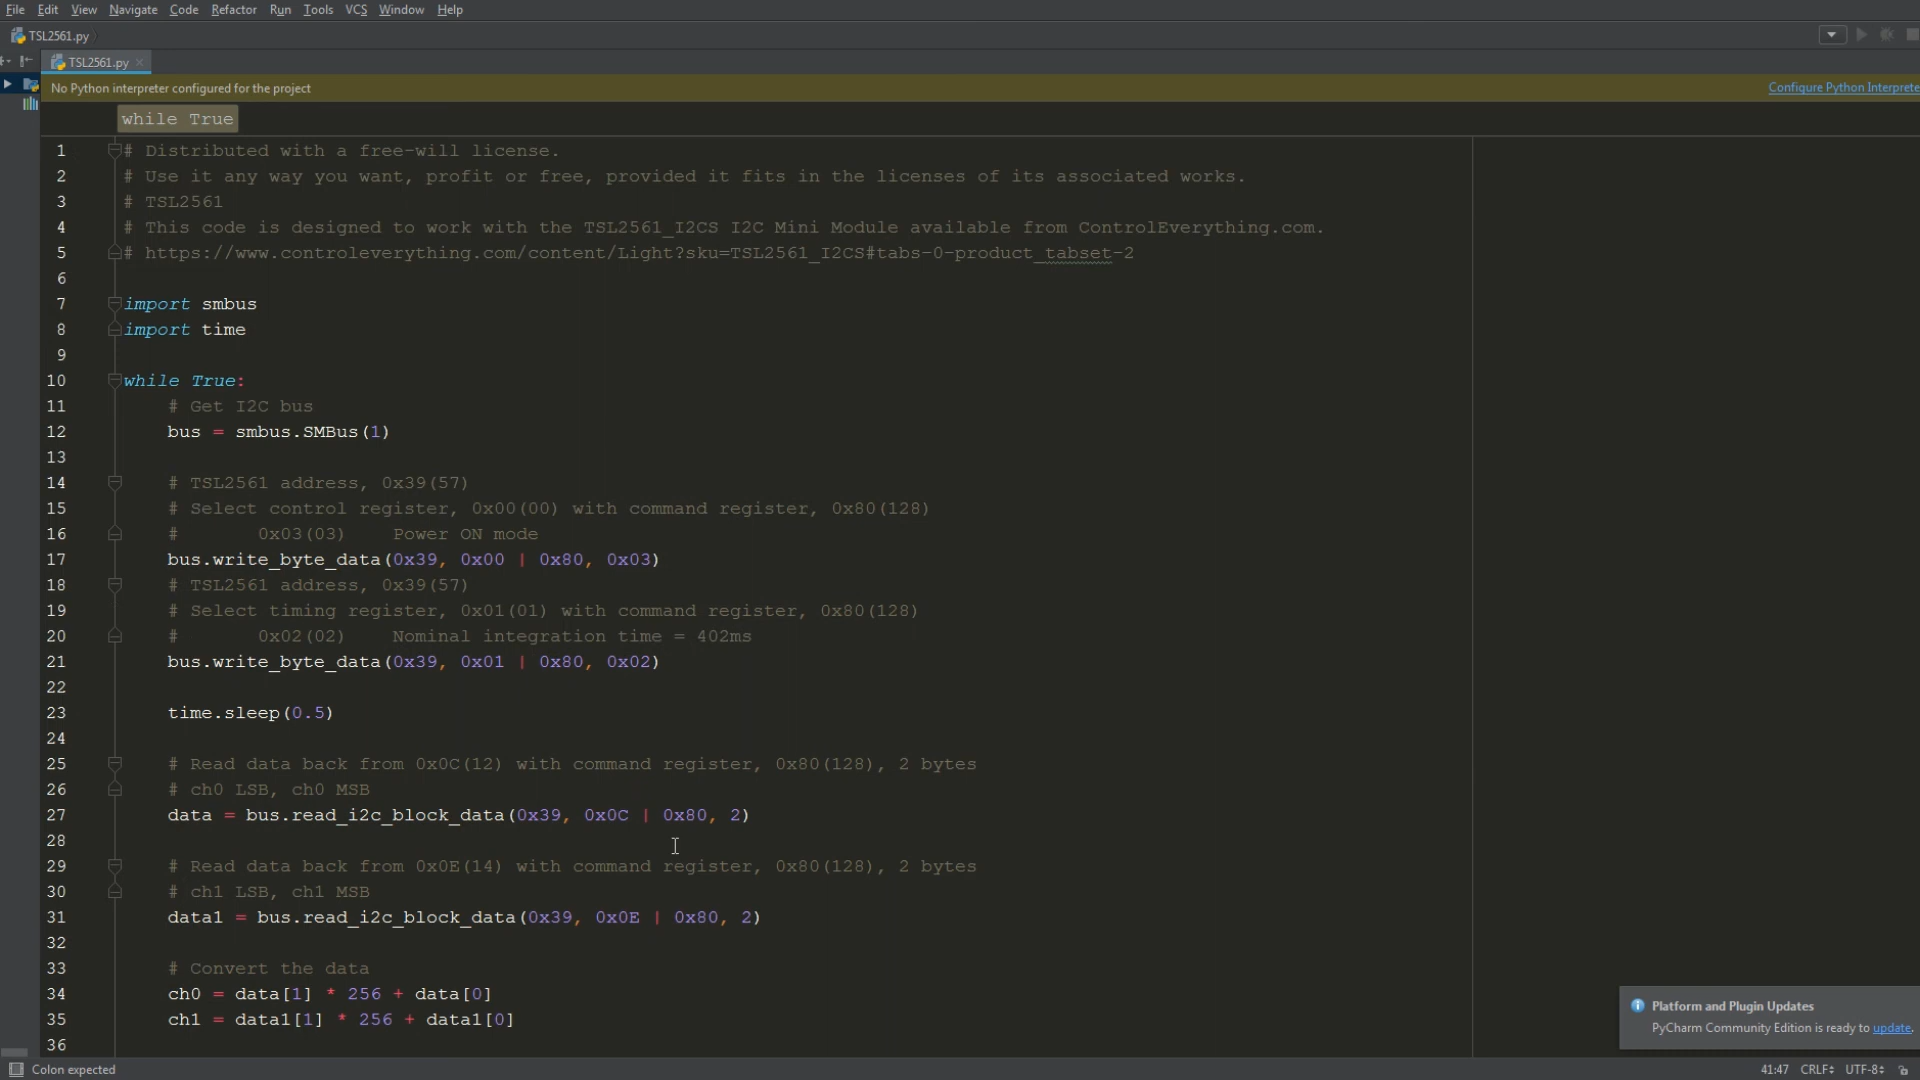 File Edit View Navigate Code Refactor Run Tools VCS Window Help
TSL2561.py
TSL2561.py
No Python interpreter configured for the project Configure Python Interprete
while True
1 # Distributed with a free-will license.
2 # Use it any way you want, profit or free, provided it fits in the licenses of its associated works.
3 # TSL2561
4 # This code is designed to work with the TSL2561_I2CS I2C Mini Module available from ControlEverything.com.
5 # https://www.controleverything.com/content/Light?sku=TSL2561_I2CS#tabs-0-product_tabset-2
6
7 import smbus
8 import time
9
10 while True:
11 # Get I2C bus
12 bus = smbus.SMBus(1)
13
14 # TSL2561 address, 0x39(57)
15 # Select control register, 0x00(00) with command register, 0x80(128)
16 # 0x03(03) Power ON mode
17 bus.write_byte_data(0x39, 0x00 | 0x80, 0x03)
18 # TSL2561 address, 0x39(57)
19 # Select timing register, 0x01(01) with command register, 0x80(128)
20 # 0x02(02) Nominal integration time = 402ms
21 bus.write_byte_data(0x39, 0x01 | 0x80, 0x02)
22
23 time.sleep(0.5)
24
25 # Read data back from 0x0C(12) with command register, 0x80(128), 2 bytes
26 # ch0 LSB, ch0 MSB
27 data = bus.read_i2c_block_data(0x39, 0x0C | 0x80, 2)
28
29 # Read data back from 0x0E(14) with command register, 0x80(128), 2 bytes
30 # ch1 LSB, ch1 MSB
31 data1 = bus.read_i2c_block_data(0x39, 0x0E | 0x80, 2)
32
33 # Convert the data
34 ch0 = data[1] * 256 + data[0]
35 ch1 = data1[1] * 256 + data1[0]
36
Platform and Plugin Updates
PyCharm Community Edition is ready to update.
Colon expected 41:47 CRLF UTF-8